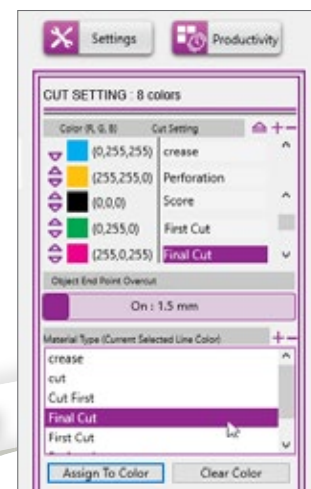 Settings
Productivity
CUT SETTING : 8 colors
Color (R, G, B) Cut Setting
(0,255,255) crease
(255,255,0) Perforation
(0,0,0) Score
(0,255,0) First Cut
(255,0,255) Final Cut
Object End Point Overcut
On : 1.5 mm
Material Type (Current Selected Line Color)
crease
cut
Cut First
Final Cut
First Cut
Assign To Color
Clear Color